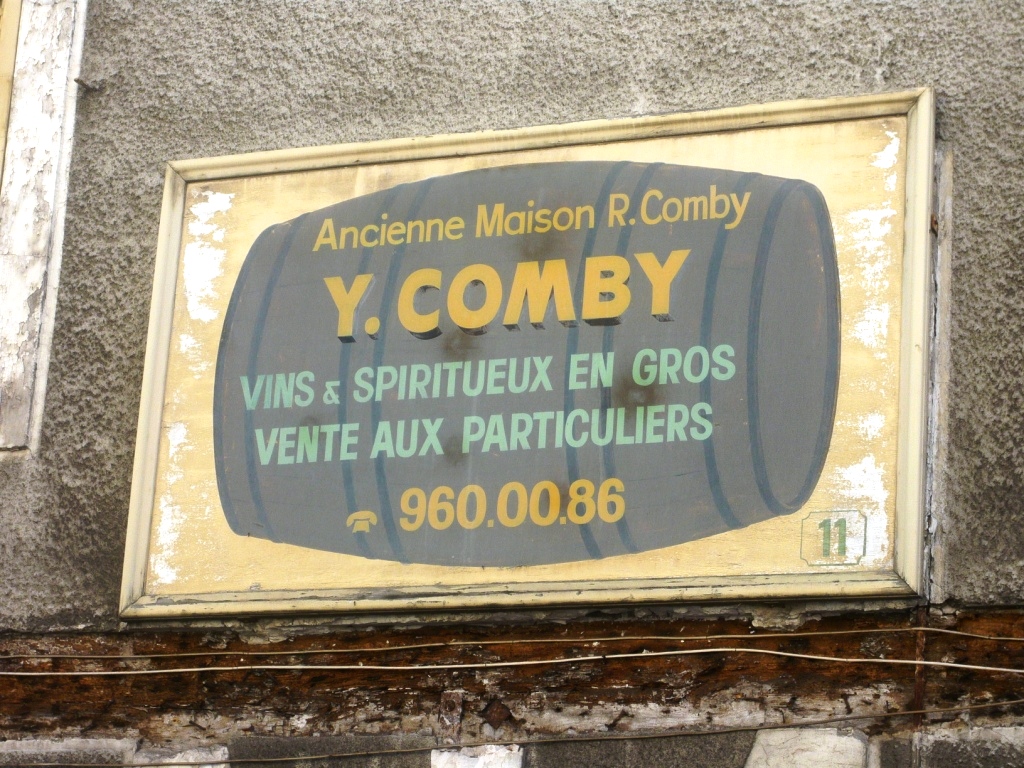 Ancienne Maison R. Comby
Y. COMBY
VINS & SPIRITUEUX EN GROS
VENTE AUX PARTICULIERS
960.00.86
11